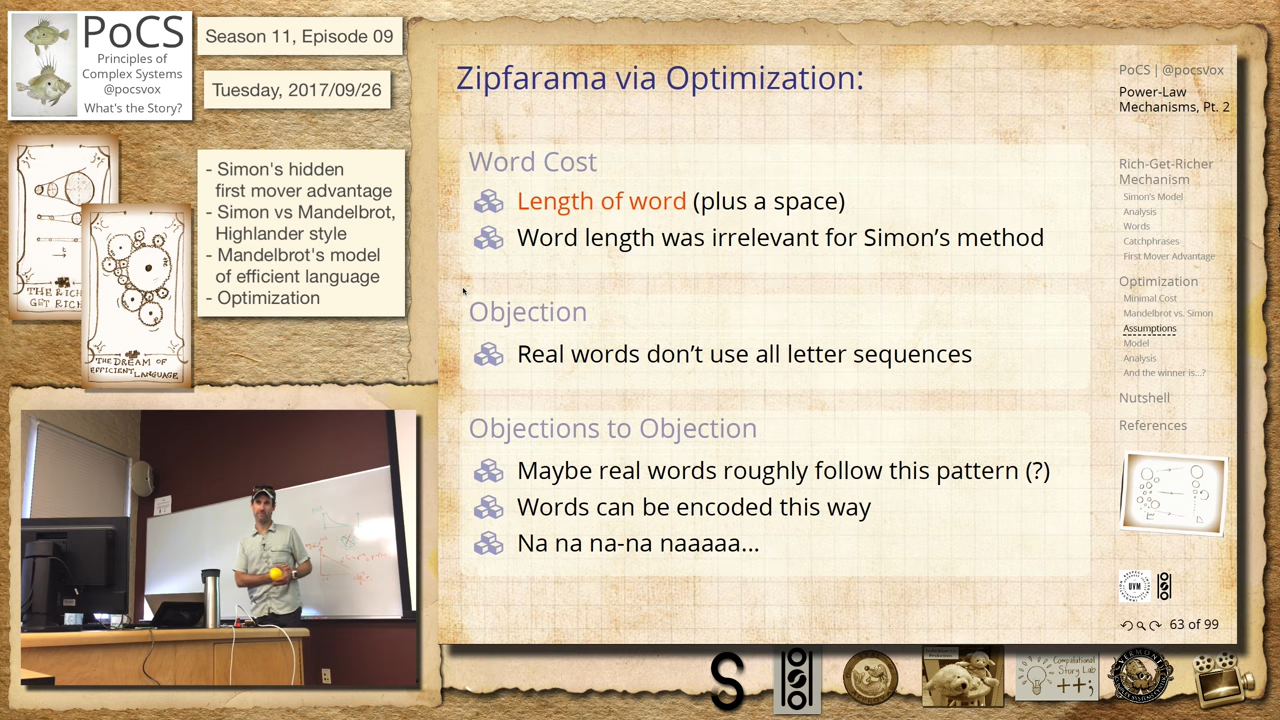 PoCS
Principles of
Complex Systems
@pocsvox
What's the Story?
Season 11, Episode 09
Tuesday, 2017/09/26
- Simon's hidden
first mover advantage
- Simon vs Mandelbrot,
Highlander style
- Mandelbrot's model
of efficient language
- Optimization
THE RICH
GET RICH
THE DREAM OF
EFFICIENT LANGUAGE
Zipfarama via Optimization:
Word Cost
Length of word (plus a space)
Word length was irrelevant for Simon's method
Objection
Real words don't use all letter sequences
Objections to Objection
Maybe real words roughly follow this pattern (?)
Words can be encoded this way
Na na na-na naaaaa...
PoCS | @pocsvox
Power-Law
Mechanisms, Pt. 2
Rich-Get-Richer
Mechanism
Simon's Model
Analysis
Words
Catchphrases
First Mover Advantage
Optimization
Minimal Cost
Mandelbrot vs. Simon
Assumptions
Model
Analysis
And the winner is...?
Nutshell
References
UVM
63 of 99
S
Computational
Story Lab
++;
VERMONT